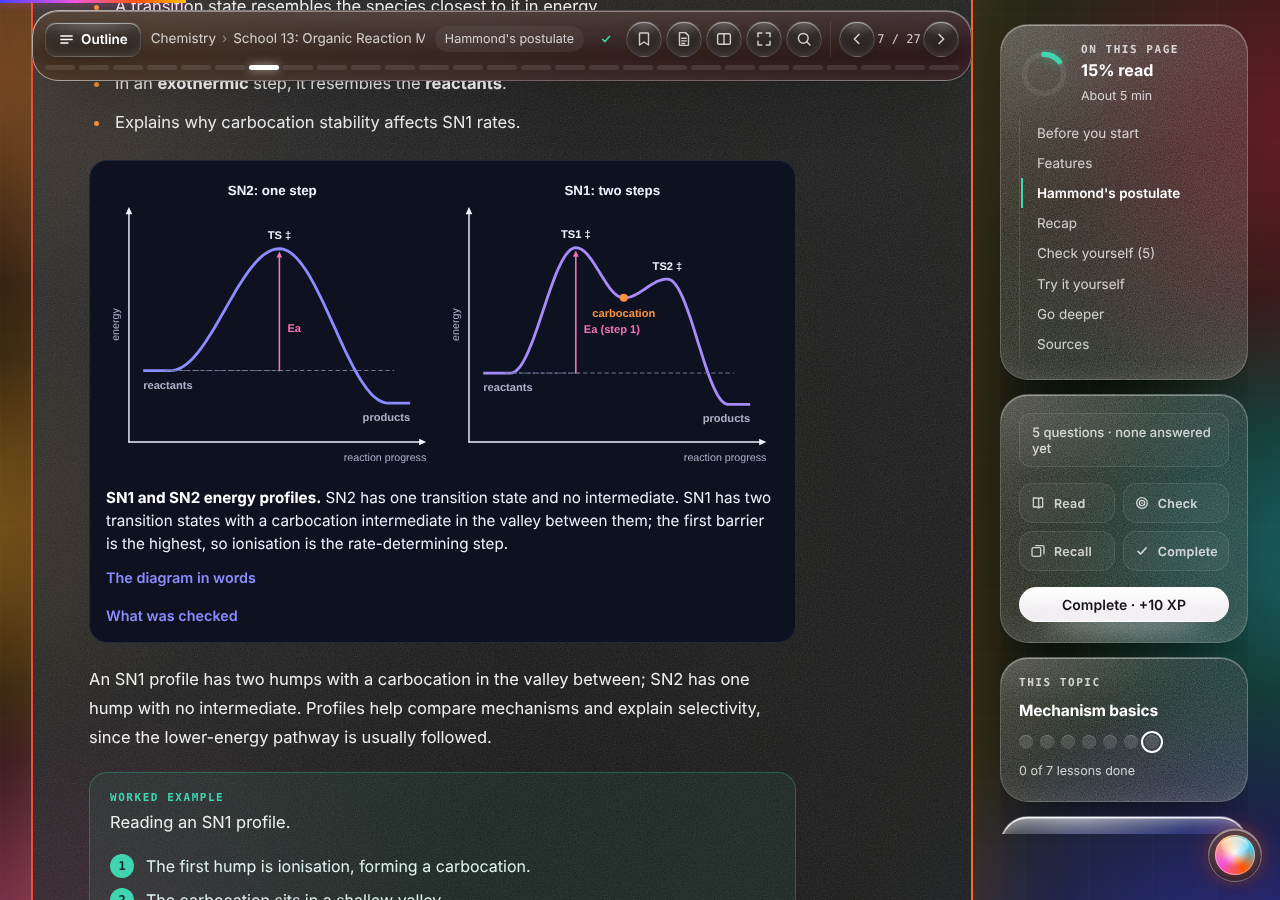 A transition state resembles the species closest to it in energy
Outline
Chemistry › School 13: Organic Reaction M
Hammond's postulate
7 / 27
In an exothermic step, it resembles the reactants.
Explains why carbocation stability affects SN1 rates.
SN2: one step
TS ‡
energy
Ea
reactants
products
reaction progress
SN1: two steps
TS1 ‡
TS2 ‡
energy
carbocation
Ea (step 1)
reactants
products
reaction progress
SN1 and SN2 energy profiles. SN2 has one transition state and no intermediate. SN1 has two
transition states with a carbocation intermediate in the valley between them; the first barrier
is the highest, so ionisation is the rate-determining step.
The diagram in words
What was checked
An SN1 profile has two humps with a carbocation in the valley between; SN2 has one
hump with no intermediate. Profiles help compare mechanisms and explain selectivity,
since the lower-energy pathway is usually followed.
WORKED EXAMPLE
Reading an SN1 profile.
1 The first hump is ionisation, forming a carbocation.
2 The carbocation sits in a shallow valley.
ON THIS PAGE
15% read
About 5 min
Before you start
Features
Hammond's postulate
Recap
Check yourself (5)
Try it yourself
Go deeper
Sources
5 questions · none answered
yet
Read
Check
Recall
Complete
Complete · +10 XP
THIS TOPIC
Mechanism basics
0 of 7 lessons done